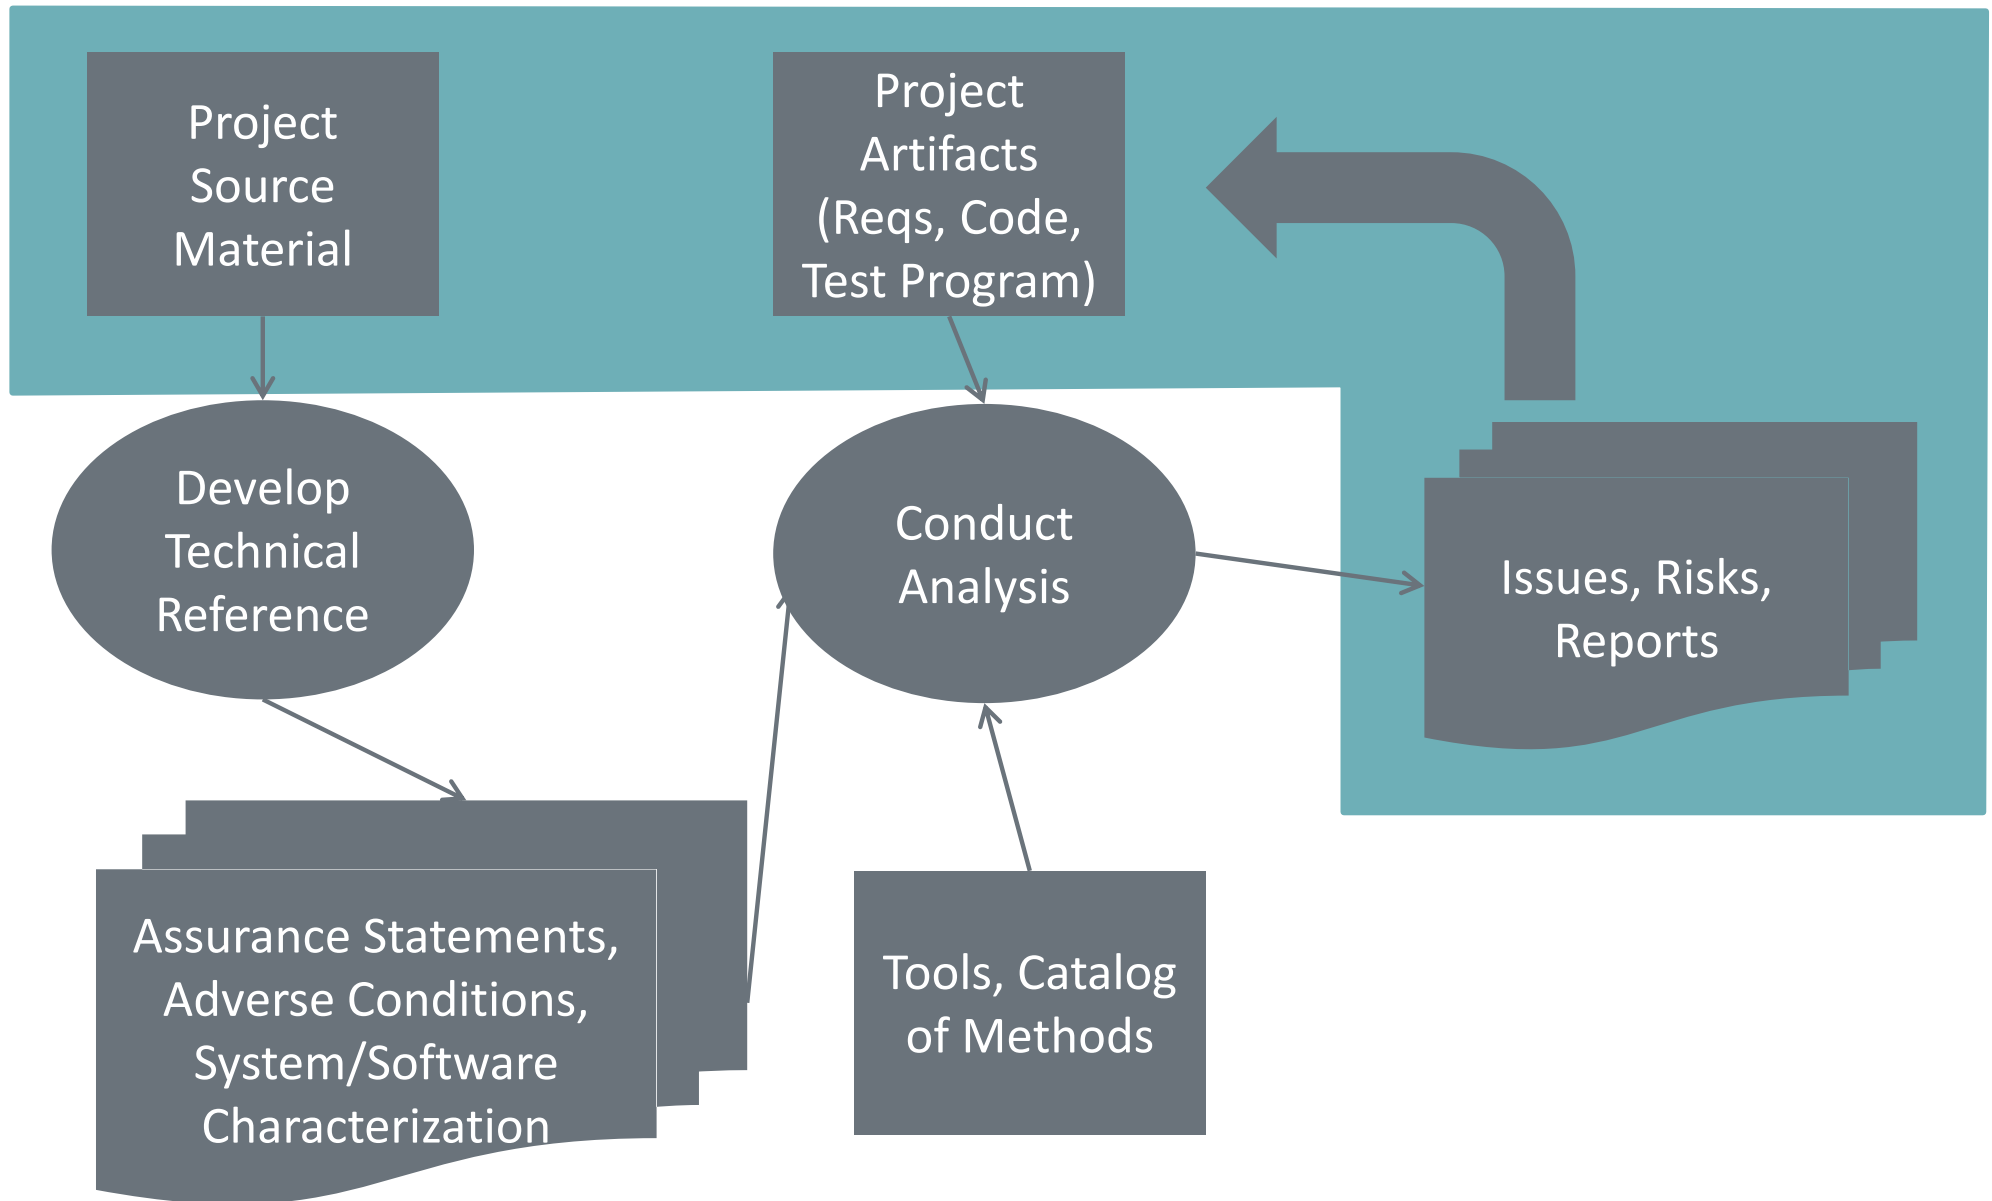 Project
Source
Material
Project
Artifacts
(Reqs, Code,
Test Program)
Develop
Technical
Reference
Conduct
Analysis
Issues, Risks,
Reports
Assurance Statements,
Adverse Conditions,
System/Software
Characterization
Tools, Catalog
of Methods